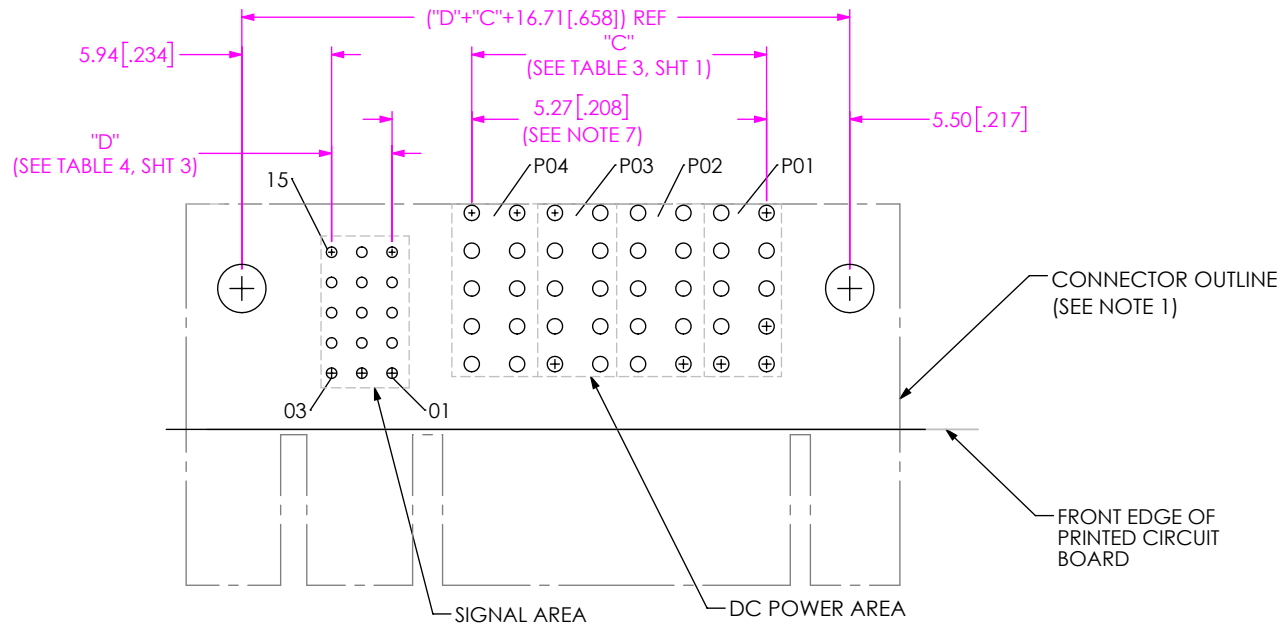 ("D"+"C"+16.71[.658]) REF
5.94[.234]
"C"
(SEE TABLE 3, SHT 1)
5.27[.208]
(SEE NOTE 7)
5.50[.217]
"D"
(SEE TABLE 4, SHT 3)
15
P04
P03
P02
P01
CONNECTOR OUTLINE
(SEE NOTE 1)
03
01
FRONT EDGE OF
PRINTED CIRCUIT
BOARD
SIGNAL AREA
DC POWER AREA